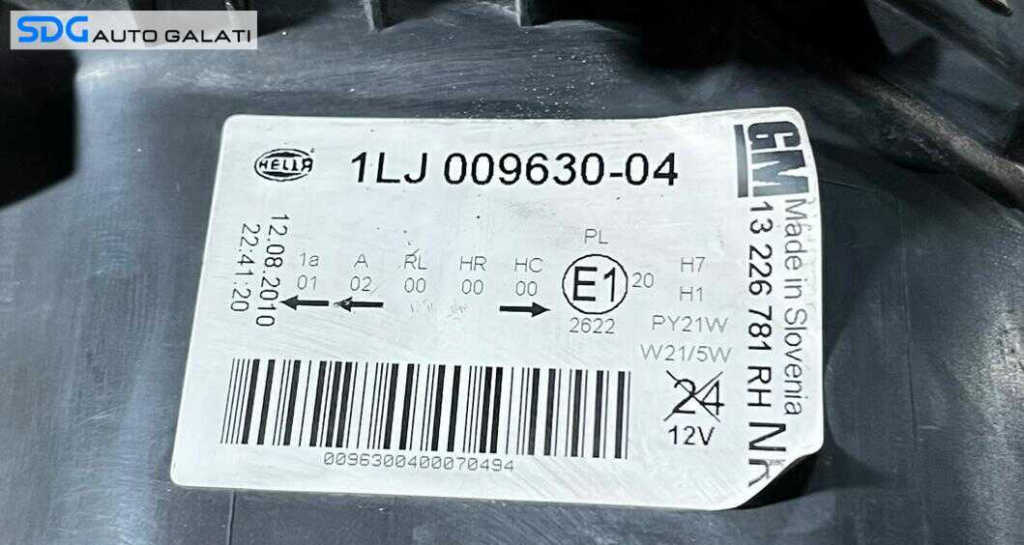 SDG AUTO GALATI
HELLA
1LJ 009630-04
12.08.2010
22:41:20
1a A RL HR HC PL
01 02 00 00 00 E1 20
2622
H7
H1
PY21W
W21/5W
24
12V
009630040070494
GM
Made in Slovenia
13 226 781 RH